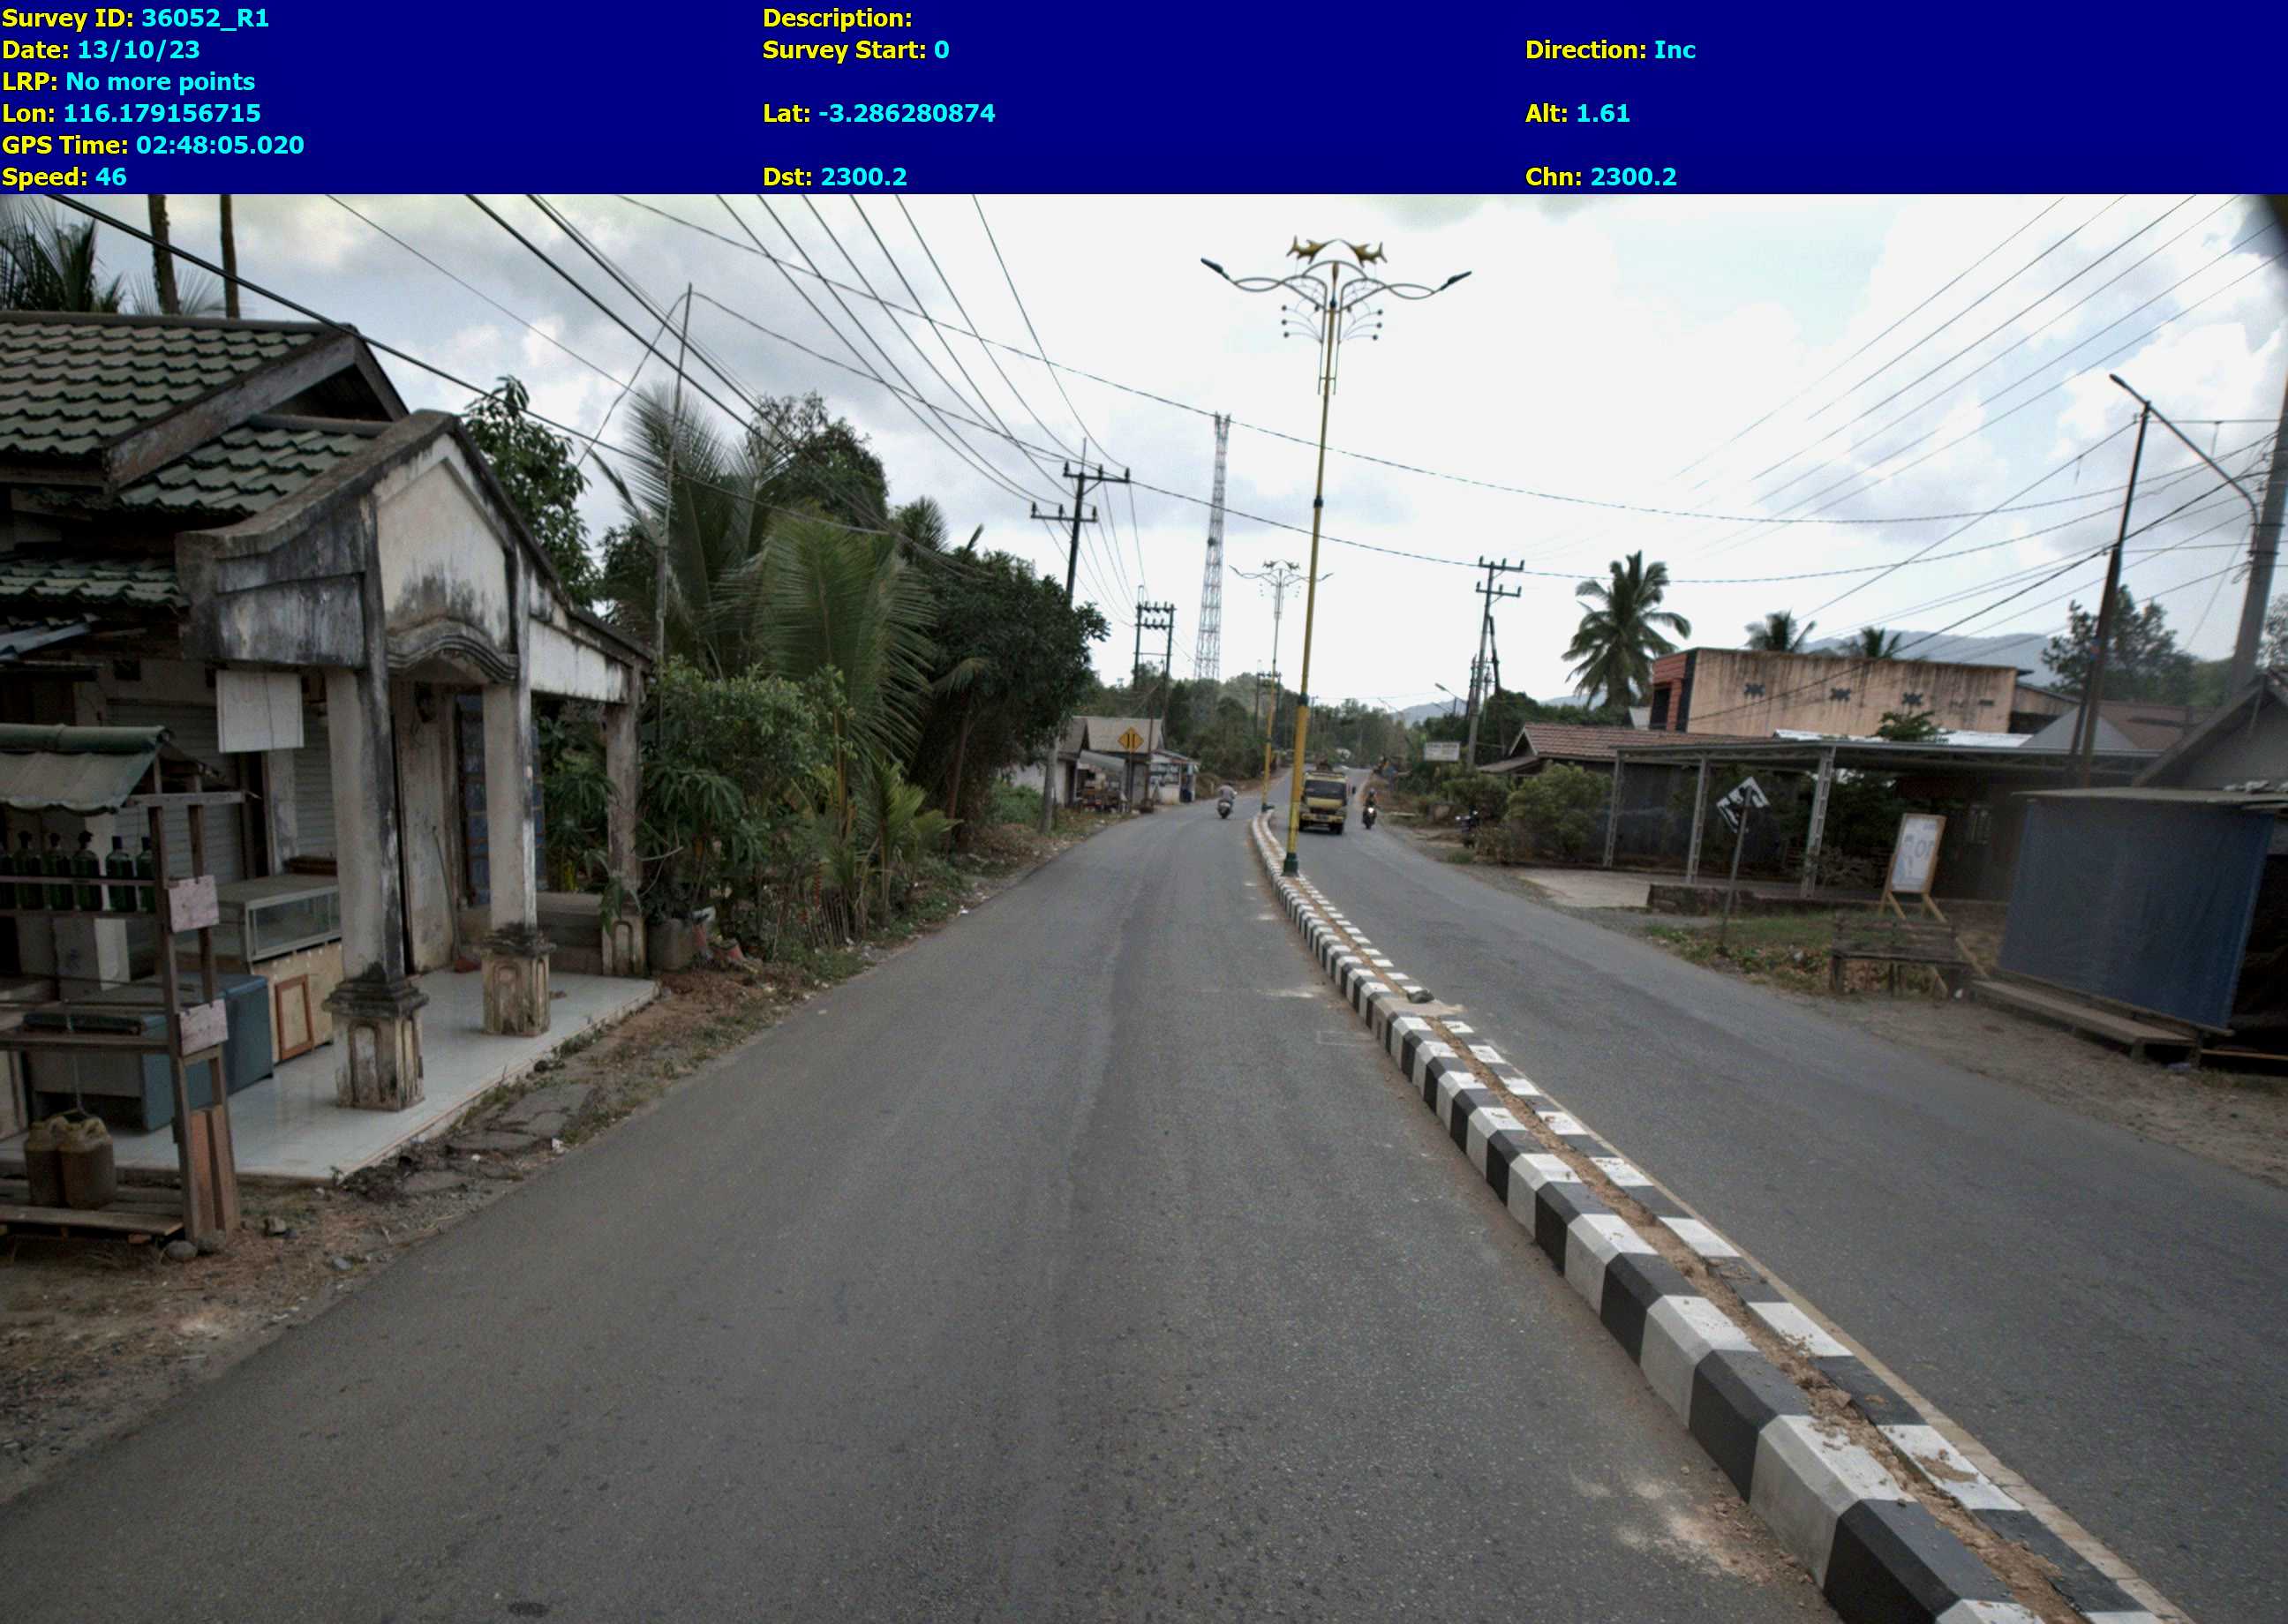 Survey ID: 36052_R1
Description:
Date: 13/10/23
Survey Start: 0
Direction: Inc
LRP: No more points
Lon: 116.179156715
Lat: -3.286280874
Alt: 1.61
GPS Time: 02:48:05.020
Speed: 46
Dst: 2300.2
Chn: 2300.2